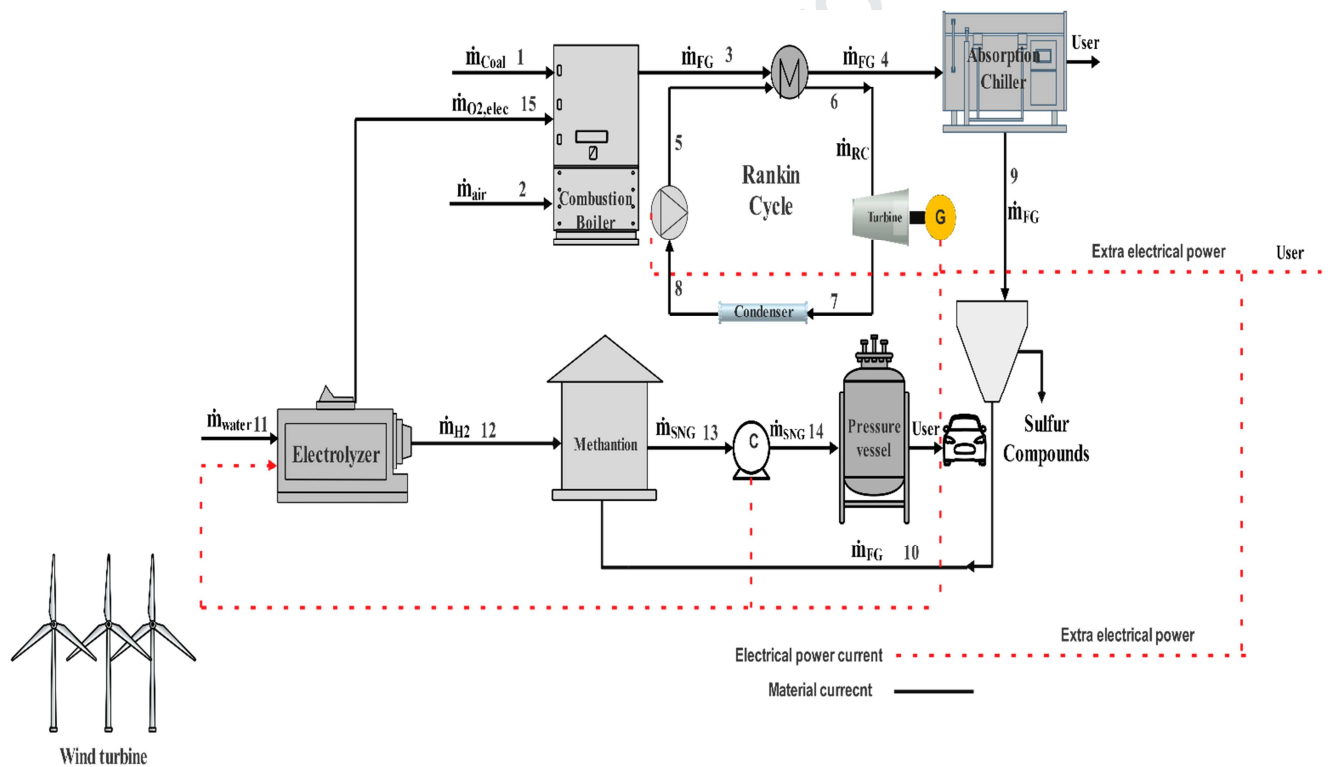 ṁCoal 1
ṁFG 3
ṁFG 4
Absorption
Chiller
User
ṁO2,elec 15
6
5
ṁRC
9
ṁFG
ṁair 2
Combustion
Boiler
Rankin
Cycle
Turbine
G
Extra electrical power
User
8
Condenser
7
ṁwater 11
Electrolyzer
ṁH2 12
Methantion
ṁSNG 13
C
ṁSNG 14
Pressure
vessel
User
Sulfur
Compounds
ṁFG 10
Extra electrical power
Electrical power current
Material currecnt
Wind turbine